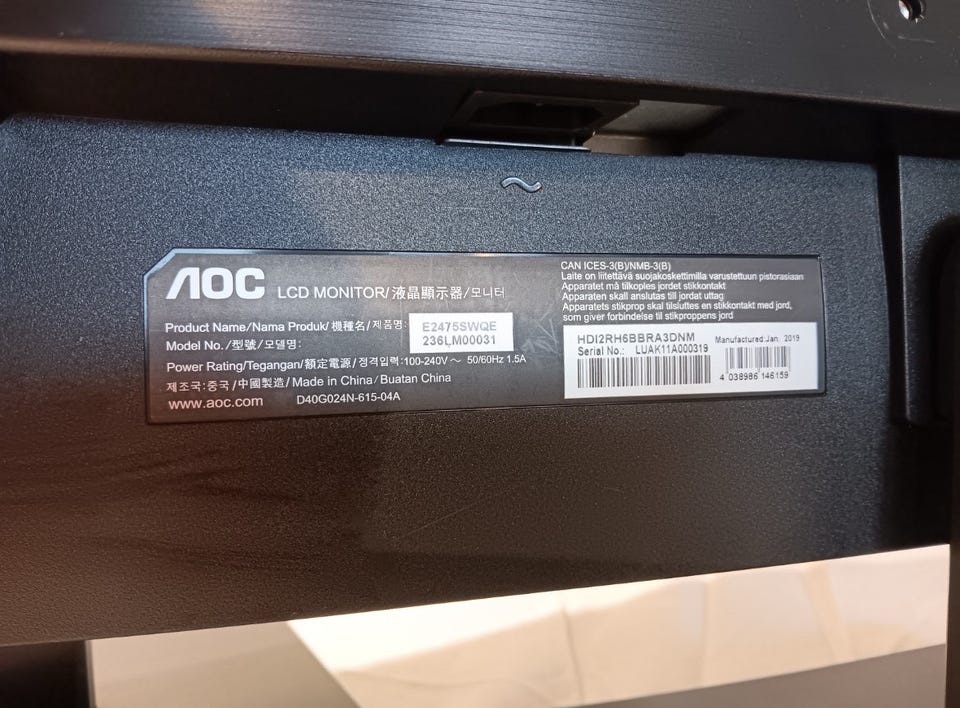 AOC LCD MONITOR/液晶顯示器/모니터
Product Name/Nama Produk/機種名/제품명: E2475SWQE
Model No./型號/모델명: 236LM00031
Power Rating/Tegangan/額定電源/정격입력:100-240V ~ 50/60Hz 1.5A
제조국:중국/中國製造/Made in China/Buatan China
www.aoc.com D40G024N-615-04A
CAN ICES-3(B)/NMB-3(B)
Laite on liitettävä suojakoskettimilla varustettuun pistorasiaan
Apparatet må tilkoples jordet stikkontakt
Apparaten skall anslutas till jordat uttag
Apparatets stikprop skal tilsluttes en stikkontakt med jord,
som giver forbindelse til stikproppens jord
HDI2RH6BBRA3DNM Manufactured:Jan. 2019
Serial No.: LUAK11A000319
4 038986 146159